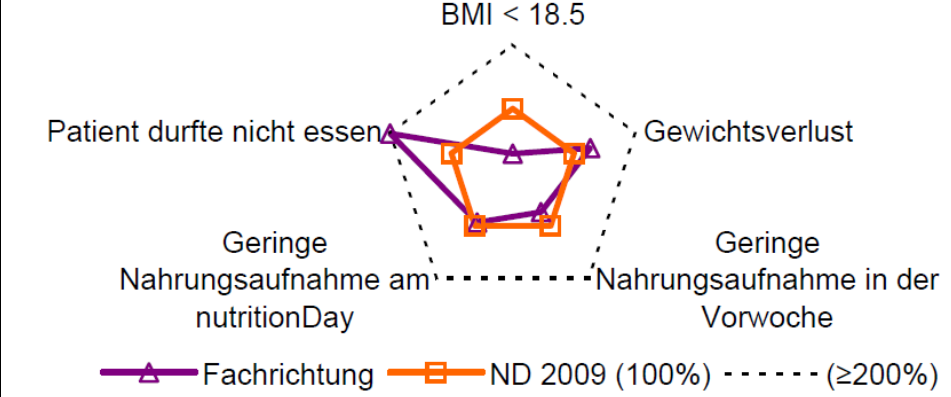 BMI < 18.5
Patient durfte nicht essen
Gewichtsverlust
Geringe
Nahrungsaufnahme am
nutritionDay
Geringe
Nahrungsaufnahme in der
Vorwoche
Fachrichtung ND 2009 (100%) (≥200%)